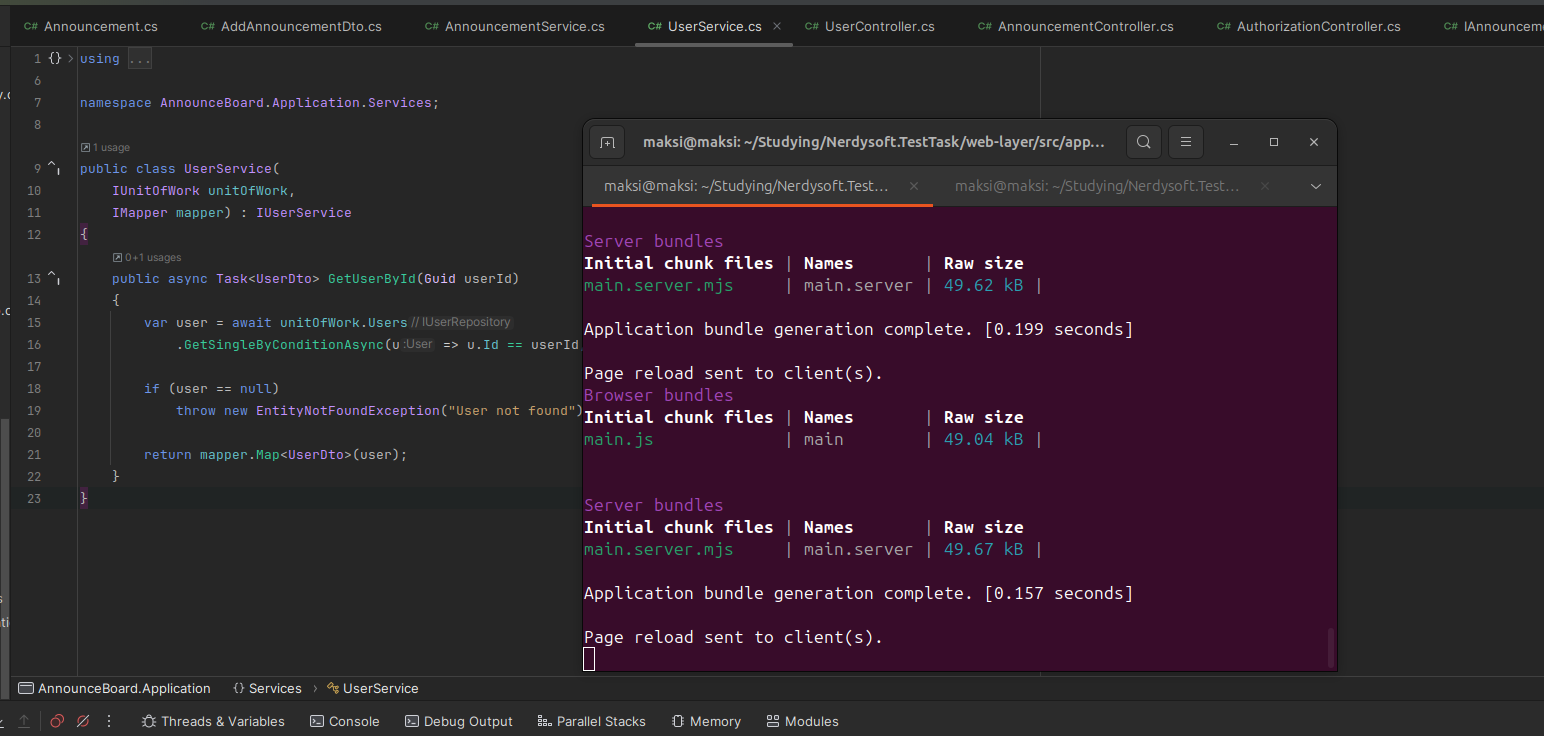 C# Announcement.cs C# AddAnnouncementDto.cs C# AnnouncementService.cs C# UserService.cs × C# UserController.cs C# AnnouncementController.cs C# AuthorizationController.cs C# IAnnouncem
1 {} > using ...
6
7 namespace AnnounceBoard.Application.Services;
8
1 usage
9 public class UserService(
10 IUnitOfWork unitOfWork,
11 IMapper mapper) : IUserService
12 {
0+1 usages
13 public async Task<UserDto> GetUserById(Guid userId)
14 {
15 var user = await unitOfWork.Users // IUserRepository
16 .GetSingleByConditionAsync(u :User => u.Id == userId
17
18 if (user == null)
19 throw new EntityNotFoundException("User not found")
20
21 return mapper.Map<UserDto>(user);
22 }
23 }
maksi@maksi: ~/Studying/Nerdysoft.TestTask/web-layer/src/app...
maksi@maksi: ~/Studying/Nerdysoft.Test... × maksi@maksi: ~/Studying/Nerdysoft.Test... ×
Server bundles
Initial chunk files | Names | Raw size
main.server.mjs | main.server | 49.62 kB |
Application bundle generation complete. [0.199 seconds]
Page reload sent to client(s).
Browser bundles
Initial chunk files | Names | Raw size
main.js | main | 49.04 kB |
Server bundles
Initial chunk files | Names | Raw size
main.server.mjs | main.server | 49.67 kB |
Application bundle generation complete. [0.157 seconds]
Page reload sent to client(s).
AnnounceBoard.Application {} Services > UserService
Threads & Variables Console Debug Output Parallel Stacks Memory Modules